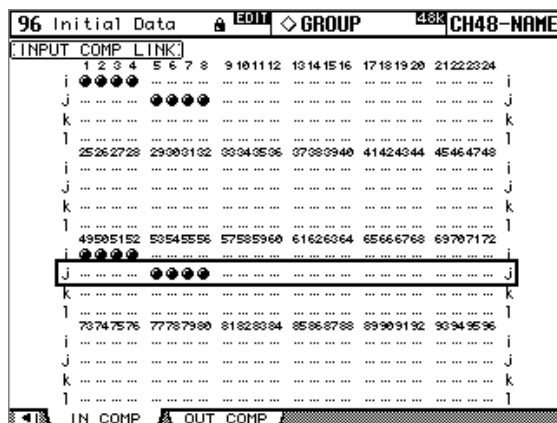 96 Initial Data EDIT ◇GROUP 48K CH48-NAME
INPUT COMP LINK
1 2 3 4 5 6 7 8 9 10 11 12 13 14 15 16 17 18 19 20 21 22 23 24
i i
j j
k k
l l
25 26 27 28 29 30 31 32 33 34 35 36 37 38 39 40 41 42 43 44 45 46 47 48
i i
j j
k k
l l
49 50 51 52 53 54 55 56 57 58 59 60 61 62 63 64 65 66 67 68 69 70 71 72
i i
j j
k k
l l
73 74 75 76 77 78 79 80 81 82 83 84 85 86 87 88 89 90 91 92 93 94 95 96
i i
j j
k k
l l
IN COMP OUT COMP